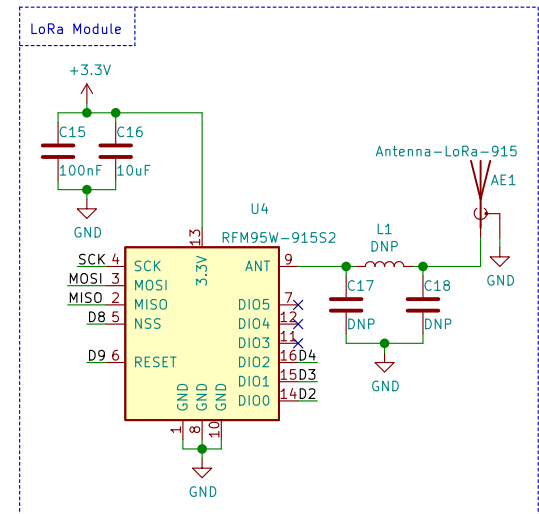 LoRa Module
+3.3V
C15
100nF
C16
10uF
GND
Antenna-LoRa-915
AE1
GND
U4
RFM95W-915S2
L1
DNP
13
3.3V
SCK 4 SCK
MOSI 3 MOSI
MISO 2 MISO
D8 5 NSS
D9 6 RESET
ANT 9
DIO5 7
DIO4 12
DIO3 11
DIO2 16 D4
DIO1 15 D3
DIO0 14 D2
GND GND GND
1 8 10
GND
C17
DNP
C18
DNP
GND